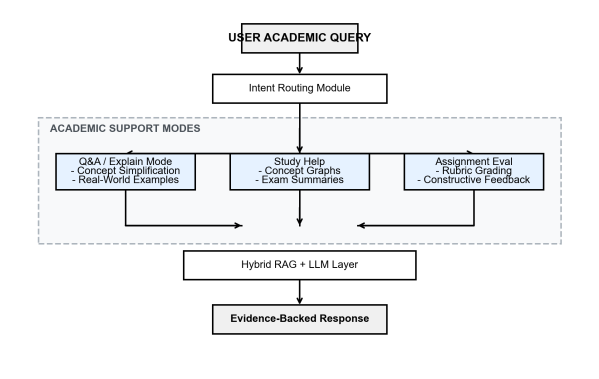 USER ACADEMIC QUERY
Intent Routing Module
ACADEMIC SUPPORT MODES
Q&A / Explain Mode
- Concept Simplification
- Real-World Examples
Study Help
- Concept Graphs
- Exam Summaries
Assignment Eval
- Rubric Grading
- Constructive Feedback
Hybrid RAG + LLM Layer
Evidence-Backed Response